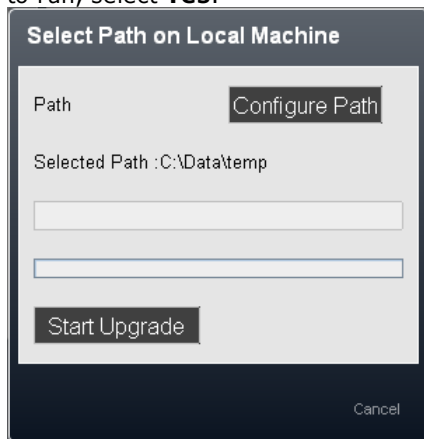 to run, select Yes.
Select Path on Local Machine
Path
Configure Path
Selected Path :C:\Data\temp
Start Upgrade
Cancel